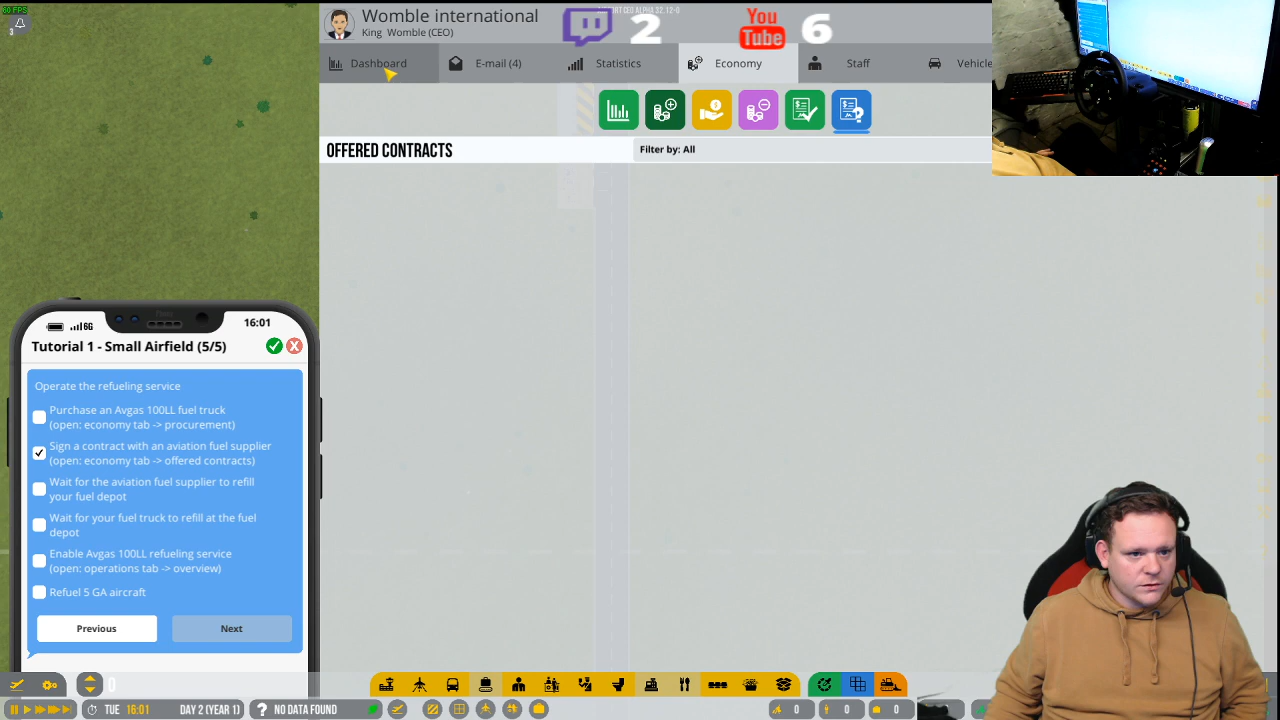 60 FPS
3
Womble international
King Womble (CEO)
2
You
Tube
6
Dashboard
E-mail (4)
Statistics
Economy
Staff
Vehicle
OFFERED CONTRACTS
Filter by: All
6G
16:01
Tutorial 1 - Small Airfield (5/5)
Operate the refueling service
Purchase an Avgas 100LL fuel truck
(open: economy tab -> procurement)
Sign a contract with an aviation fuel supplier
(open: economy tab -> offered contracts)
Wait for the aviation fuel supplier to refill
your fuel depot
Wait for your fuel truck to refill at the fuel
depot
Enable Avgas 100LL refueling service
(open: operations tab -> overview)
Refuel 5 GA aircraft
Previous
Next
0
TUE 16:01
DAY 2 (YEAR 1)
? NO DATA FOUND
0
0
0